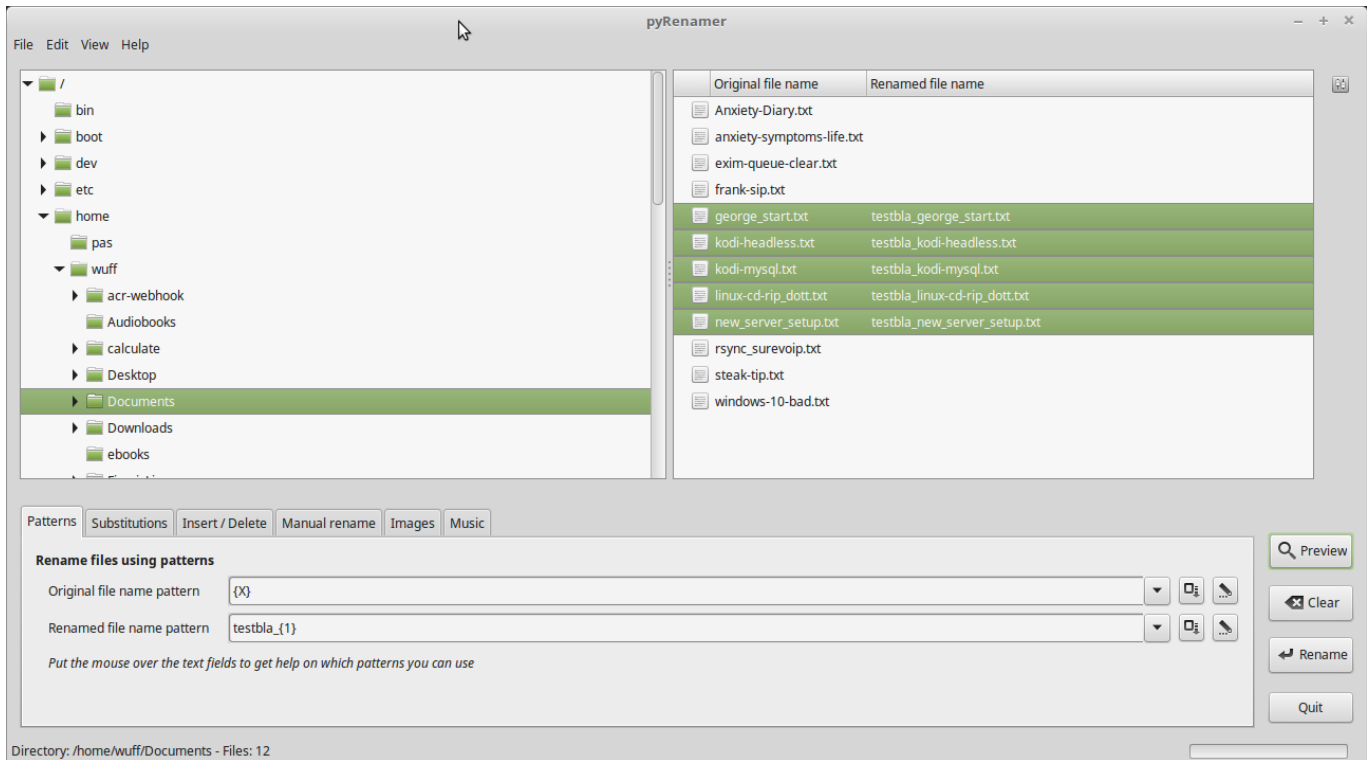 pyRenamer
File Edit View Help
/
bin
boot
dev
etc
home
pas
wuff
acr-webhook
Audiobooks
calculate
Desktop
Documents
Downloads
ebooks
Original file name Renamed file name
Anxiety-Diary.txt
anxiety-symptoms-life.txt
exim-queue-clear.txt
frank-sip.txt
george_start.txt testbla_george_start.txt
kodi-headless.txt testbla_kodi-headless.txt
kodi-mysql.txt testbla_kodi-mysql.txt
linux-cd-rip_dott.txt testbla_linux-cd-rip_dott.txt
new_server_setup.txt testbla_new_server_setup.txt
rsync_surevoip.txt
steak-tip.txt
windows-10-bad.txt
Patterns Substitutions Insert / Delete Manual rename Images Music
Rename files using patterns
Original file name pattern {X}
Renamed file name pattern testbla_{1}
Put the mouse over the text fields to get help on which patterns you can use
Preview
Clear
Rename
Quit
Directory: /home/wuff/Documents - Files: 12